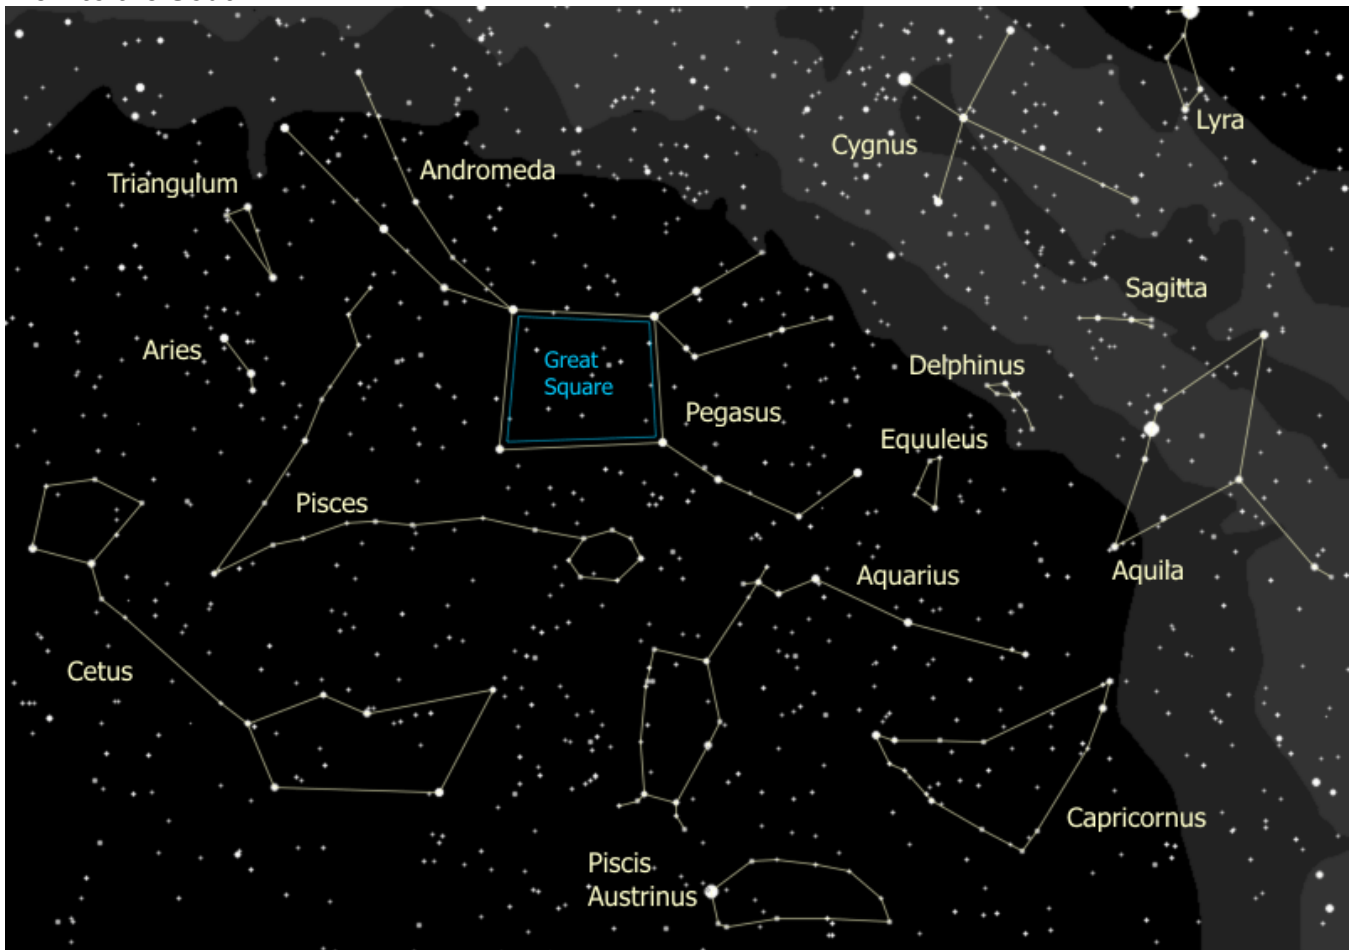 Lyra
Cygnus
Andromeda
Triangulum
Sagitta
Aries
Great
Square
Delphinus
Pegasus
Equuleus
Pisces
Aquarius
Aquila
Cetus
Capricornus
Piscis
Austrinus